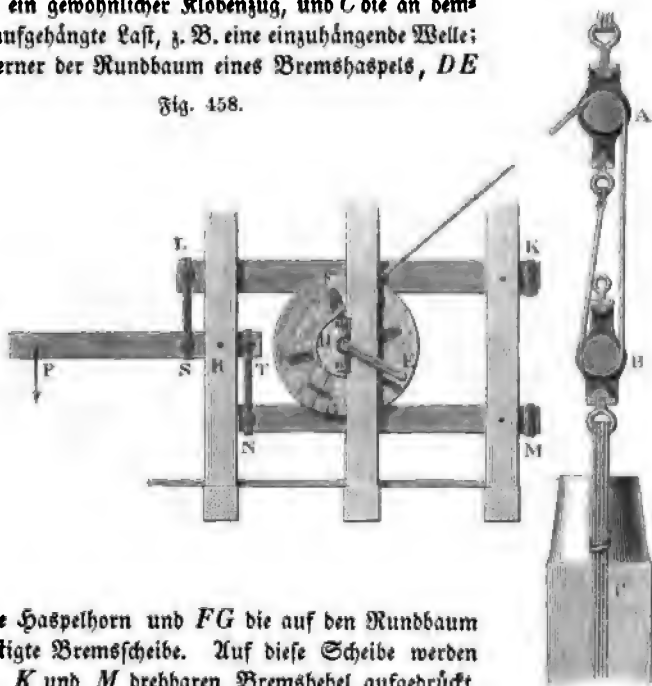 ein gewöhnlicher Klobenzug, und C die an dem⸗
aufgehängte Last, z. B. eine einzuhängende Welle;
erner der Rundbaum eines Bremshaspels, DE
Fig. 458.
A
L
K
F
E
B
P
S
R
T
N
M
C
Haspelhorn und FG die auf den Rundbaum
tigte Bremsscheibe. Auf diese Scheibe werden
K und M drehbaren Bremshebel aufgedrückt,